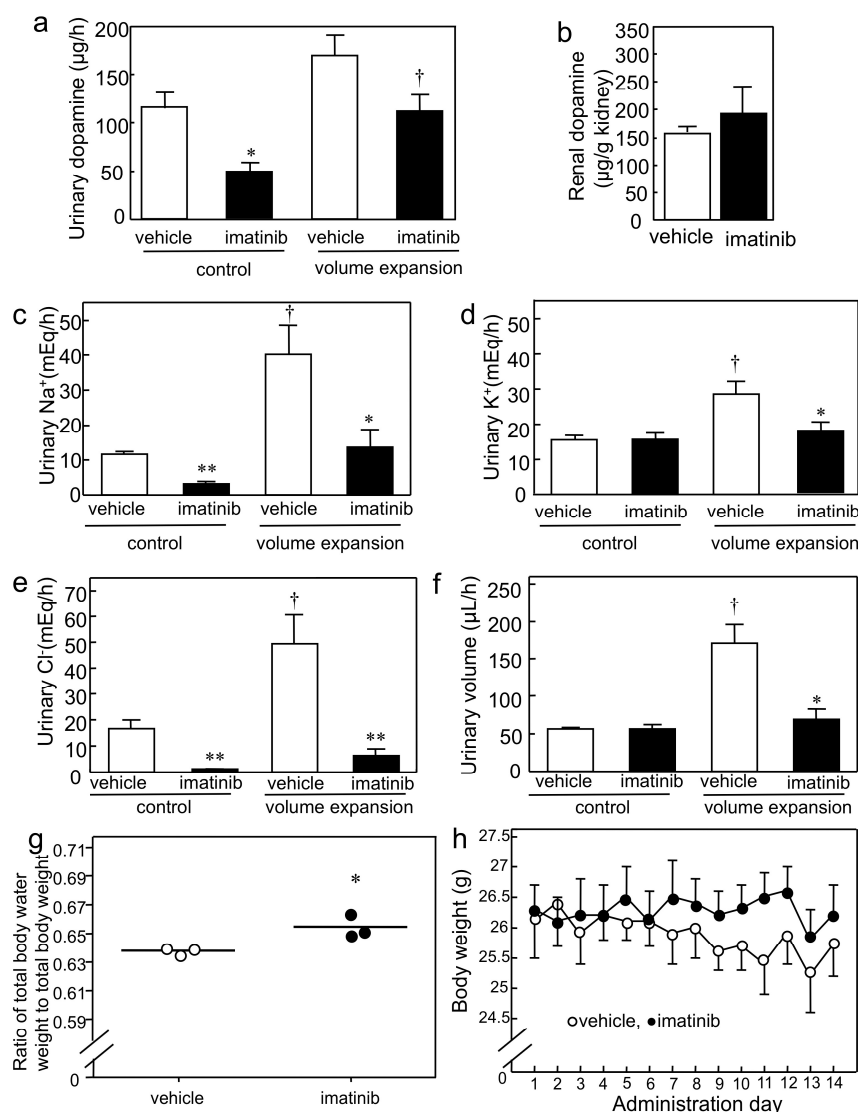 a
Urinary dopamine (µg/h)
200
150
100
50
0
*
†
vehicle imatinib vehicle imatinib
control volume expansion
b
Renal dopamine
(µg/g kidney)
350
300
250
200
150
100
50
0
vehicle imatinib
c
Urinary Na⁺(mEq/h)
50
40
30
20
10
0
**
†
*
vehicle imatinib vehicle imatinib
control volume expansion
d
Urinary K⁺(mEq/h)
50
40
30
20
10
0
†
*
vehicle imatinib vehicle imatinib
control volume expansion
e
Urinary Cl⁻(mEq/h)
70
60
50
40
30
20
10
0
**
†
**
vehicle imatinib vehicle imatinib
control volume expansion
f
Urinary volume (µL/h)
250
200
150
100
50
0
†
*
vehicle imatinib vehicle imatinib
control volume expansion
g
Ratio of total body water
weight to total body weight
0.71
0.69
0.67
0.65
0.63
0.61
0.59
0
*
vehicle imatinib
h
Body weight (g)
27.5
27
26.5
26
25.5
25
24.5
0
vehicle, imatinib
1 2 3 4 5 6 7 8 9 10 11 12 13 14
Administration day